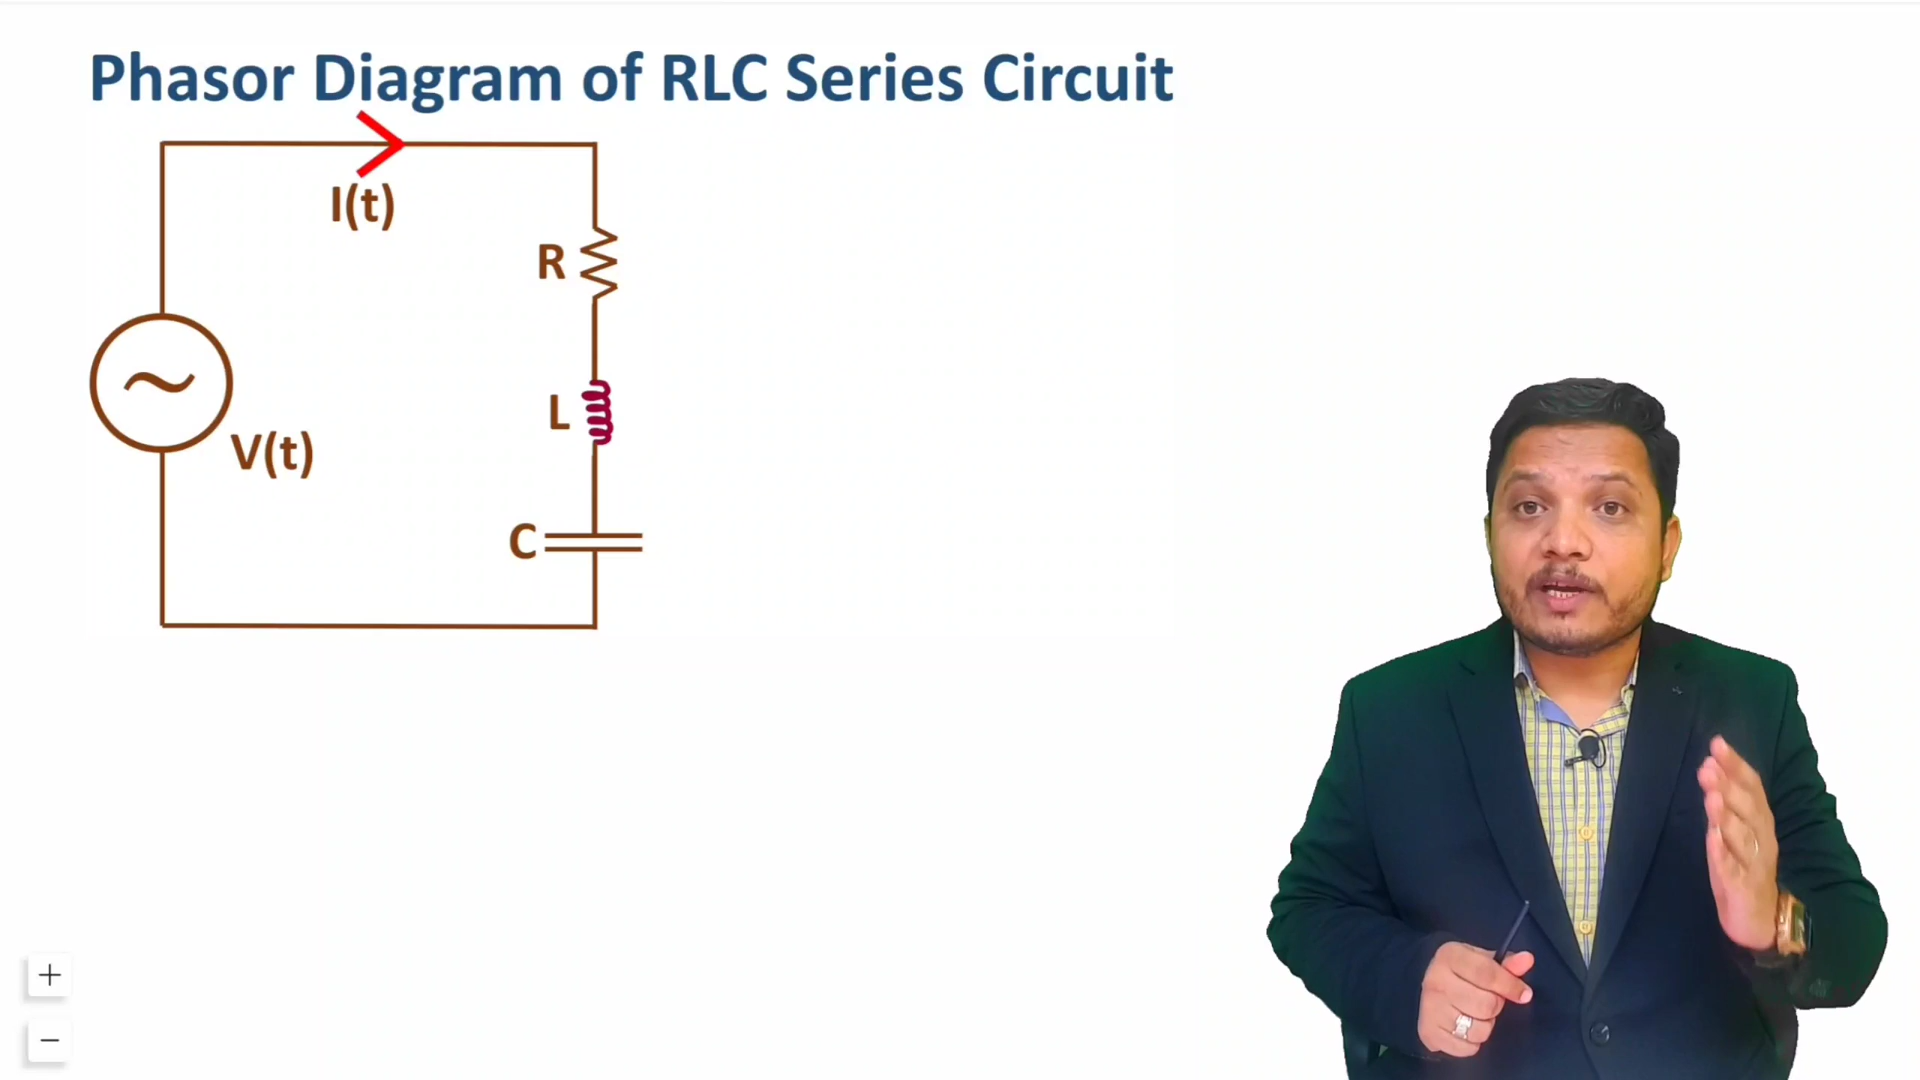 Phasor Diagram of RLC Series Circuit
I(t)
R
L
V(t)
C
+
−